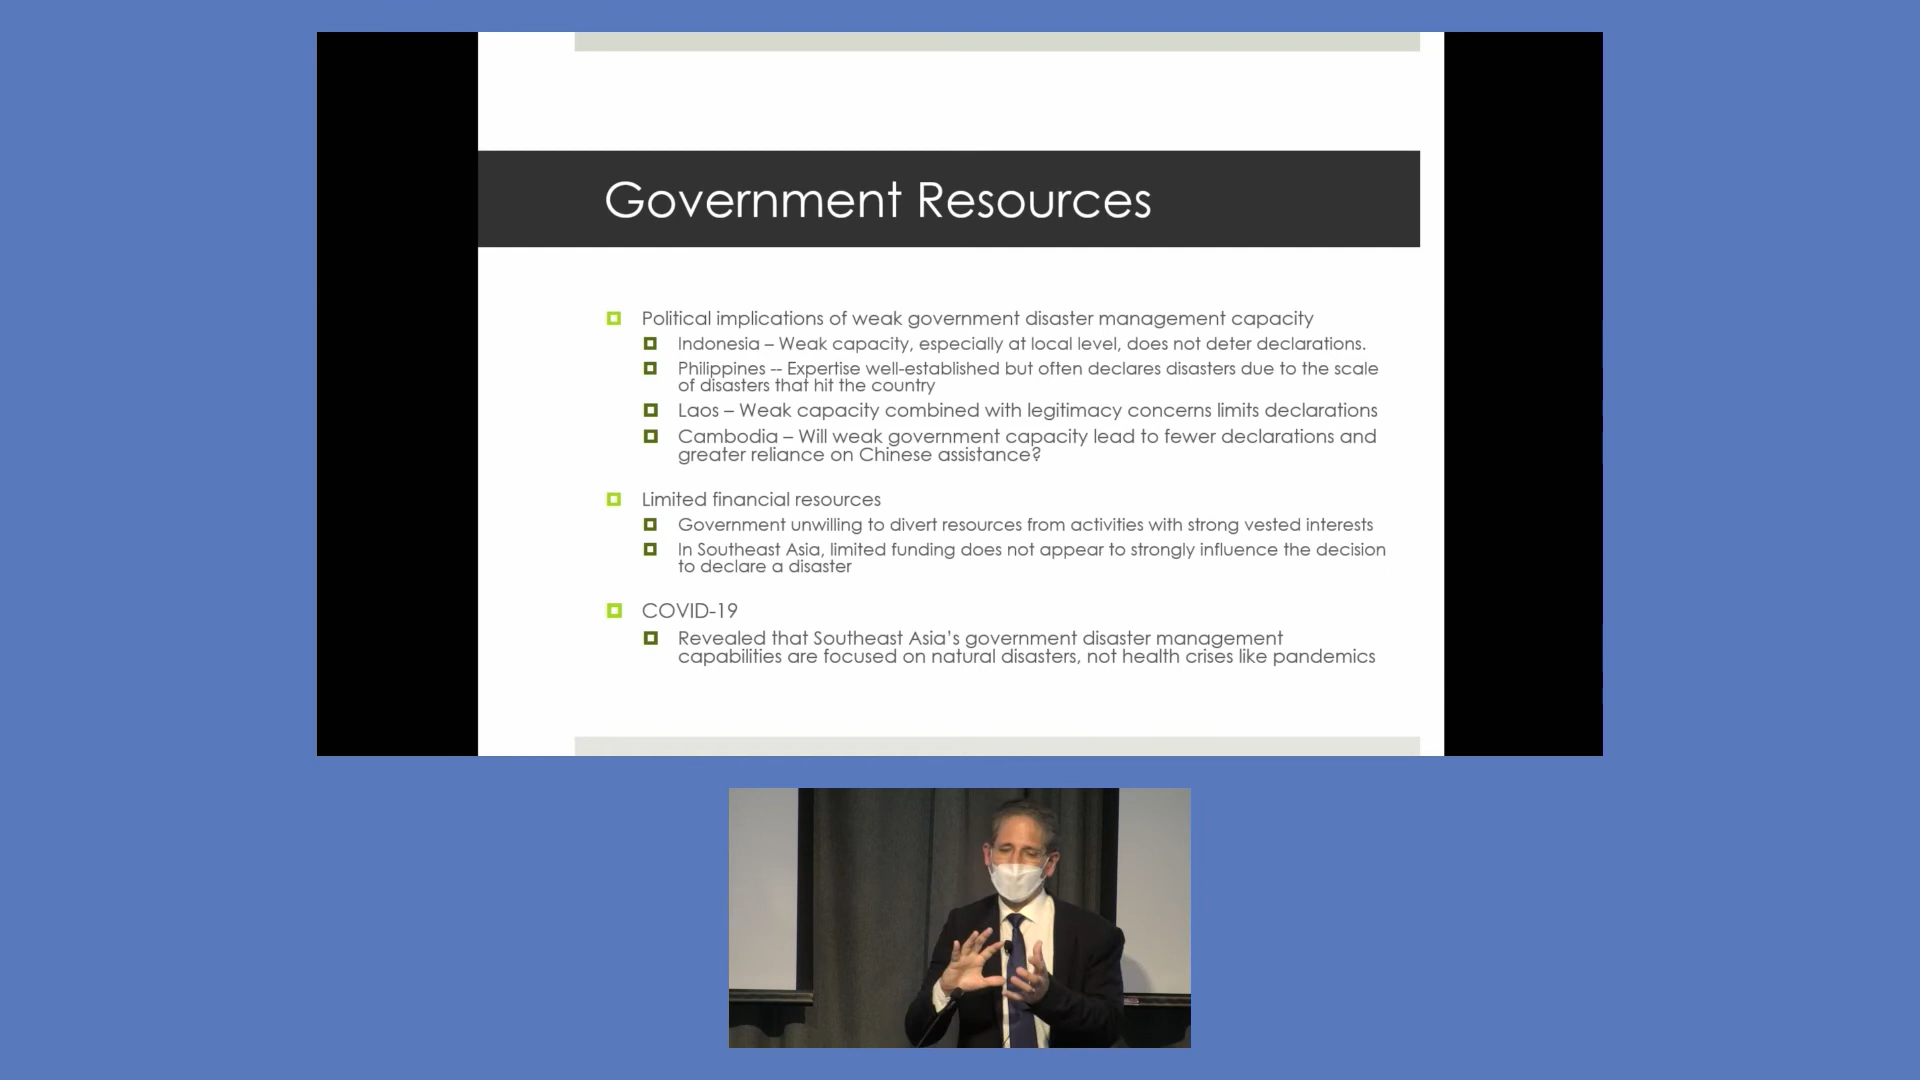 Government Resources
Political implications of weak government disaster management capacity
Indonesia – Weak capacity, especially at local level, does not deter declarations.
Philippines -- Expertise well-established but often declares disasters due to the scale
of disasters that hit the country
Laos – Weak capacity combined with legitimacy concerns limits declarations
Cambodia – Will weak government capacity lead to fewer declarations and
greater reliance on Chinese assistance?
Limited financial resources
Government unwilling to divert resources from activities with strong vested interests
In Southeast Asia, limited funding does not appear to strongly influence the decision
to declare a disaster
COVID-19
Revealed that Southeast Asia’s government disaster management
capabilities are focused on natural disasters, not health crises like pandemics